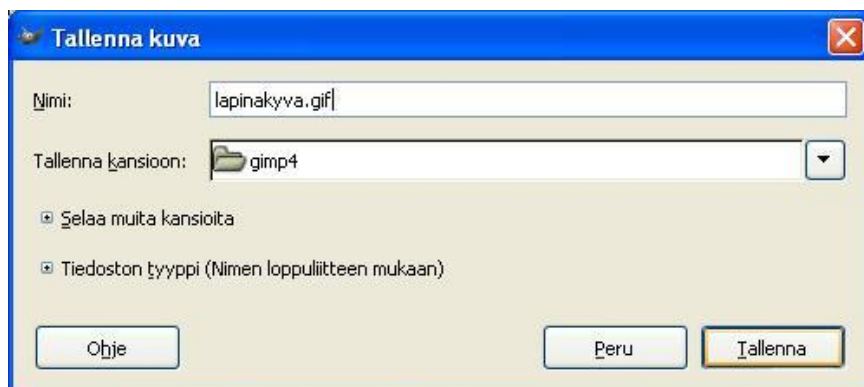 Tallenna kuva
Nimi: lapinakyva.gif
Tallenna kansioon: gimp4
Selaa muita kansioita
Tiedoston tyyppi (Nimen loppuliitteen mukaan)
Ohje Peru Tallenna